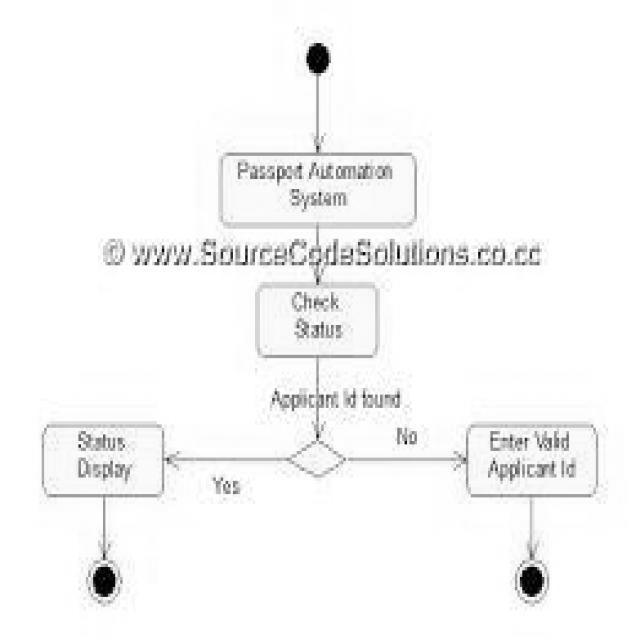 Passport Automation
System
© www.SourceCodeSolutions.co.cc
Check
Status
Applicant Id found
Status
Display
Yes
No
Enter Valid
Applicant Id